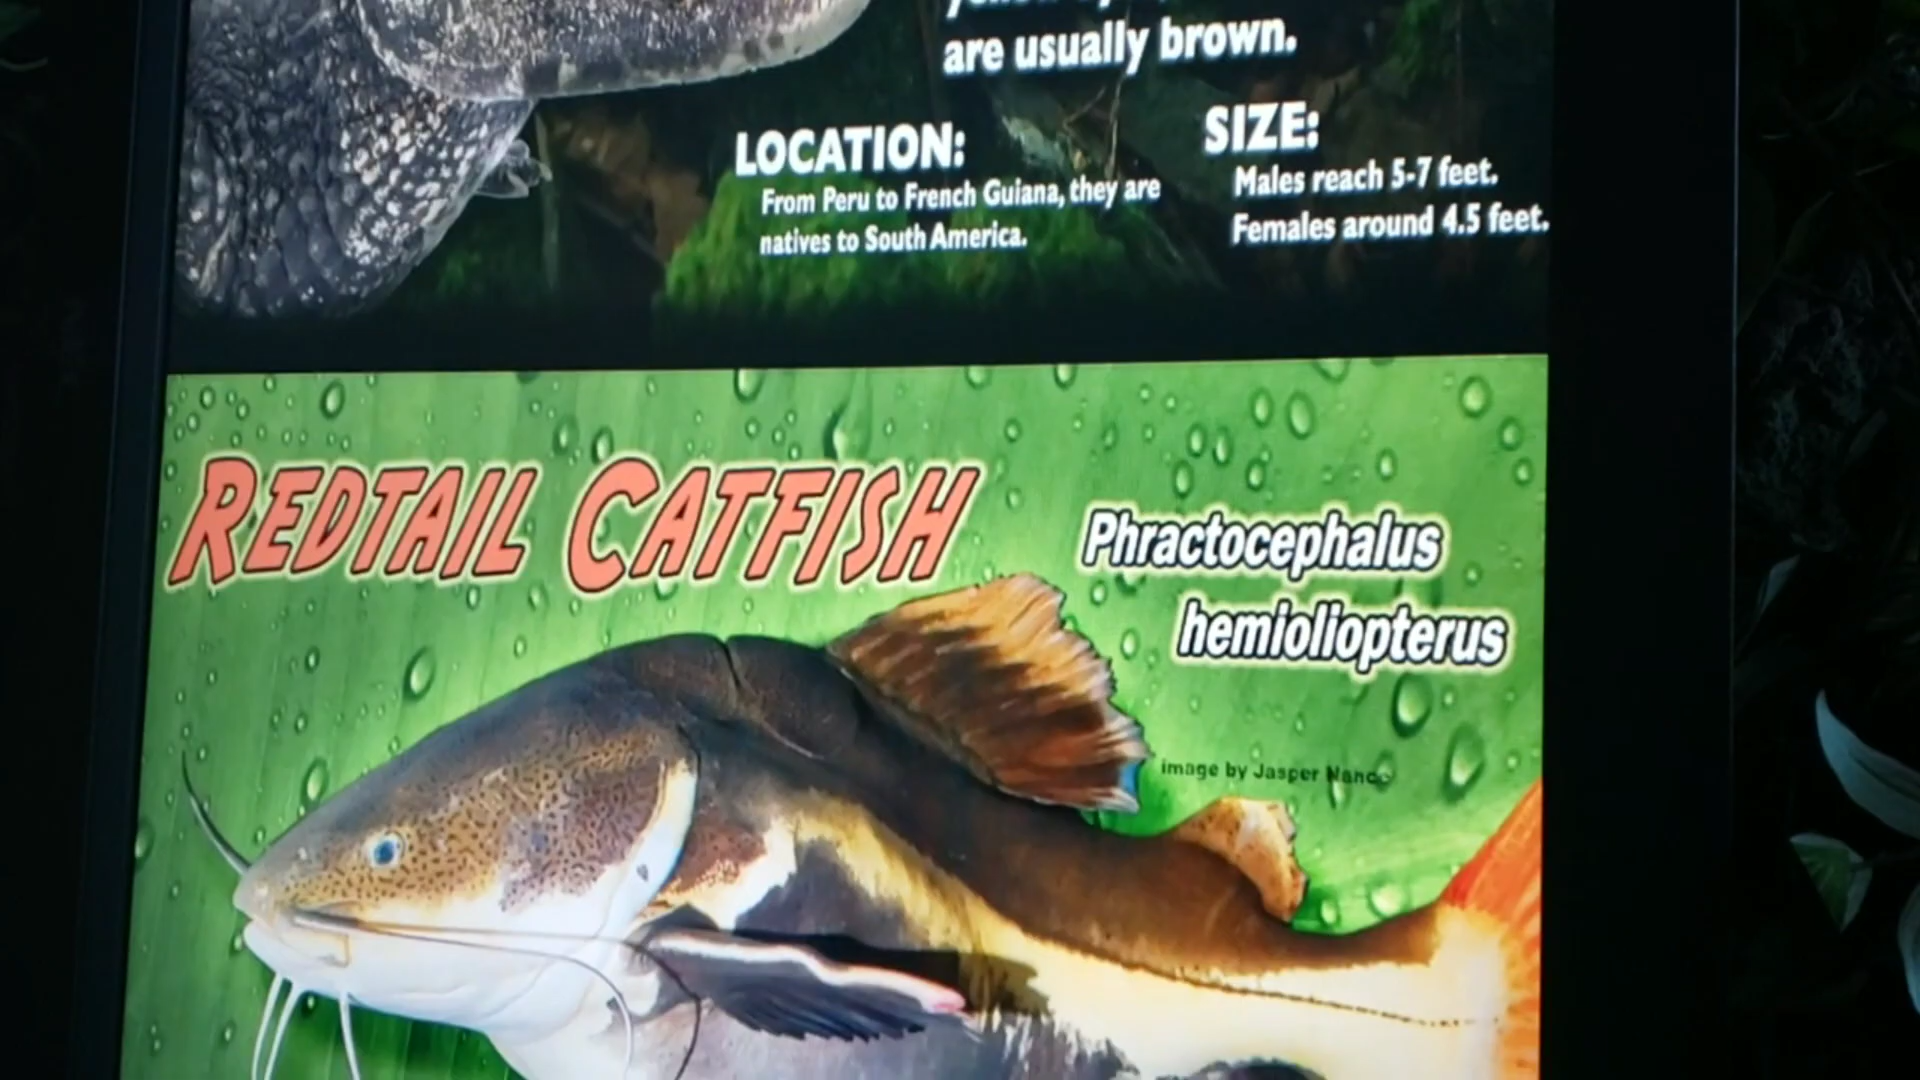 are usually brown.
LOCATION:
From Peru to French Guiana, they are
natives to South America.
SIZE:
Males reach 5-7 feet.
Females around 4.5 feet.
REDTAIL CATFISH
Phractocephalus
hemioliopterus
image by Jasper Nance